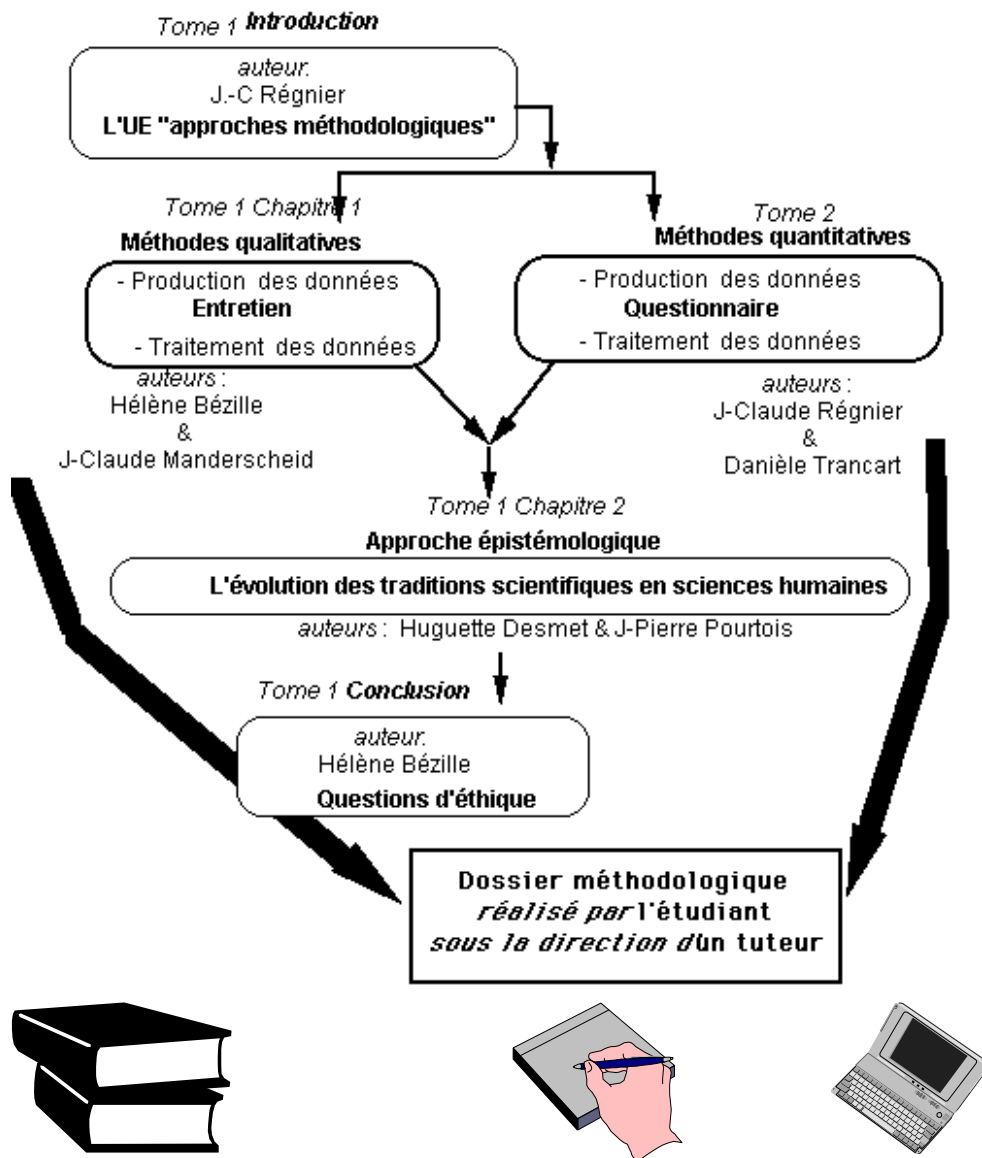 Tome 1 Introduction
auteur:
J.-C Régnier
L'UE "approches méthodologiques"
Tome 1 Chapitre 1
Méthodes qualitatives
- Production des données
Entretien
- Traitement des données
auteurs :
Hélène Bézille
&
J-Claude Manderscheid
Tome 2
Méthodes quantitatives
- Production des données
Questionnaire
- Traitement des données
auteurs :
J-Claude Régnier
&
Danièle Trancart
Tome 1 Chapitre 2
Approche épistémologique
L'évolution des traditions scientifiques en sciences humaines
auteurs : Huguette Desmet & J-Pierre Pourtois
Tome 1 Conclusion
auteur:
Hélène Bézille
Questions d'éthique
Dossier méthodologique
réalisé par l'étudiant
sous la direction d'un tuteur